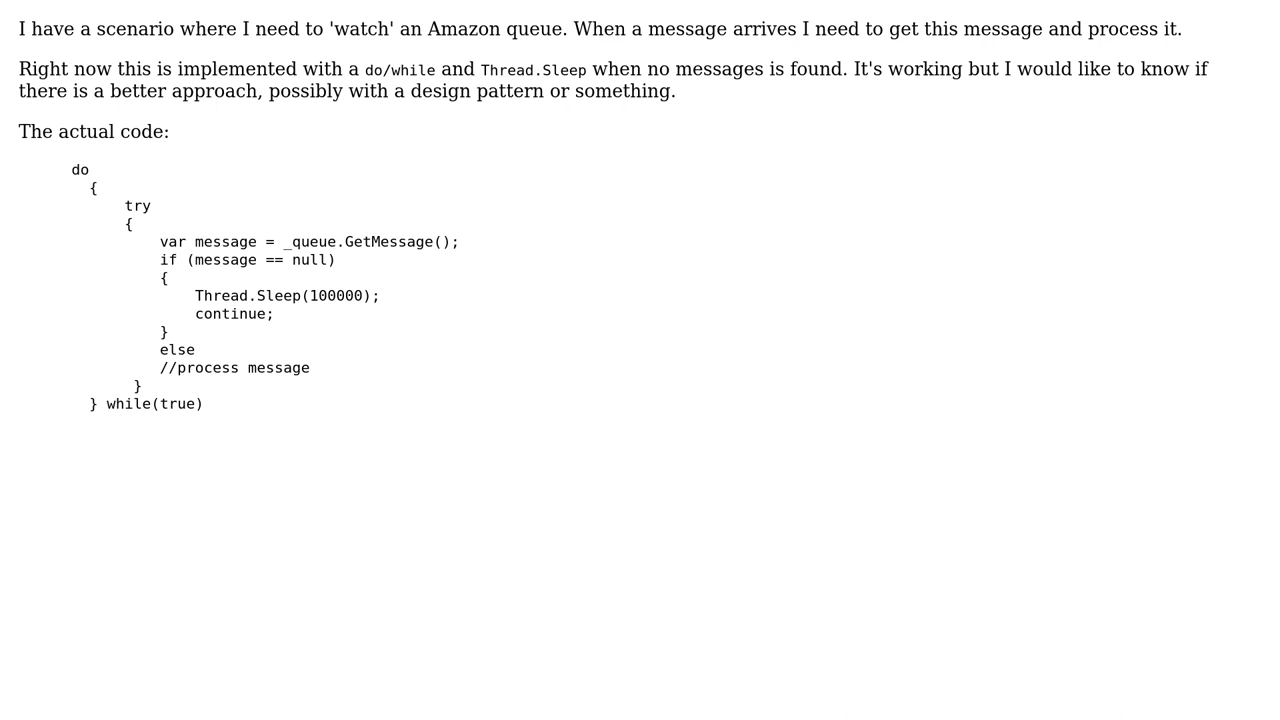 I have a scenario where I need to 'watch' an Amazon queue. When a message arrives I need to get this message and process it.
Right now this is implemented with a do/while and Thread.Sleep when no messages is found. It's working but I would like to know if
there is a better approach, possibly with a design pattern or something.
The actual code:
do
{
try
{
var message = _queue.GetMessage();
if (message == null)
{
Thread.Sleep(100000);
continue;
}
else
//process message
}
} while(true)